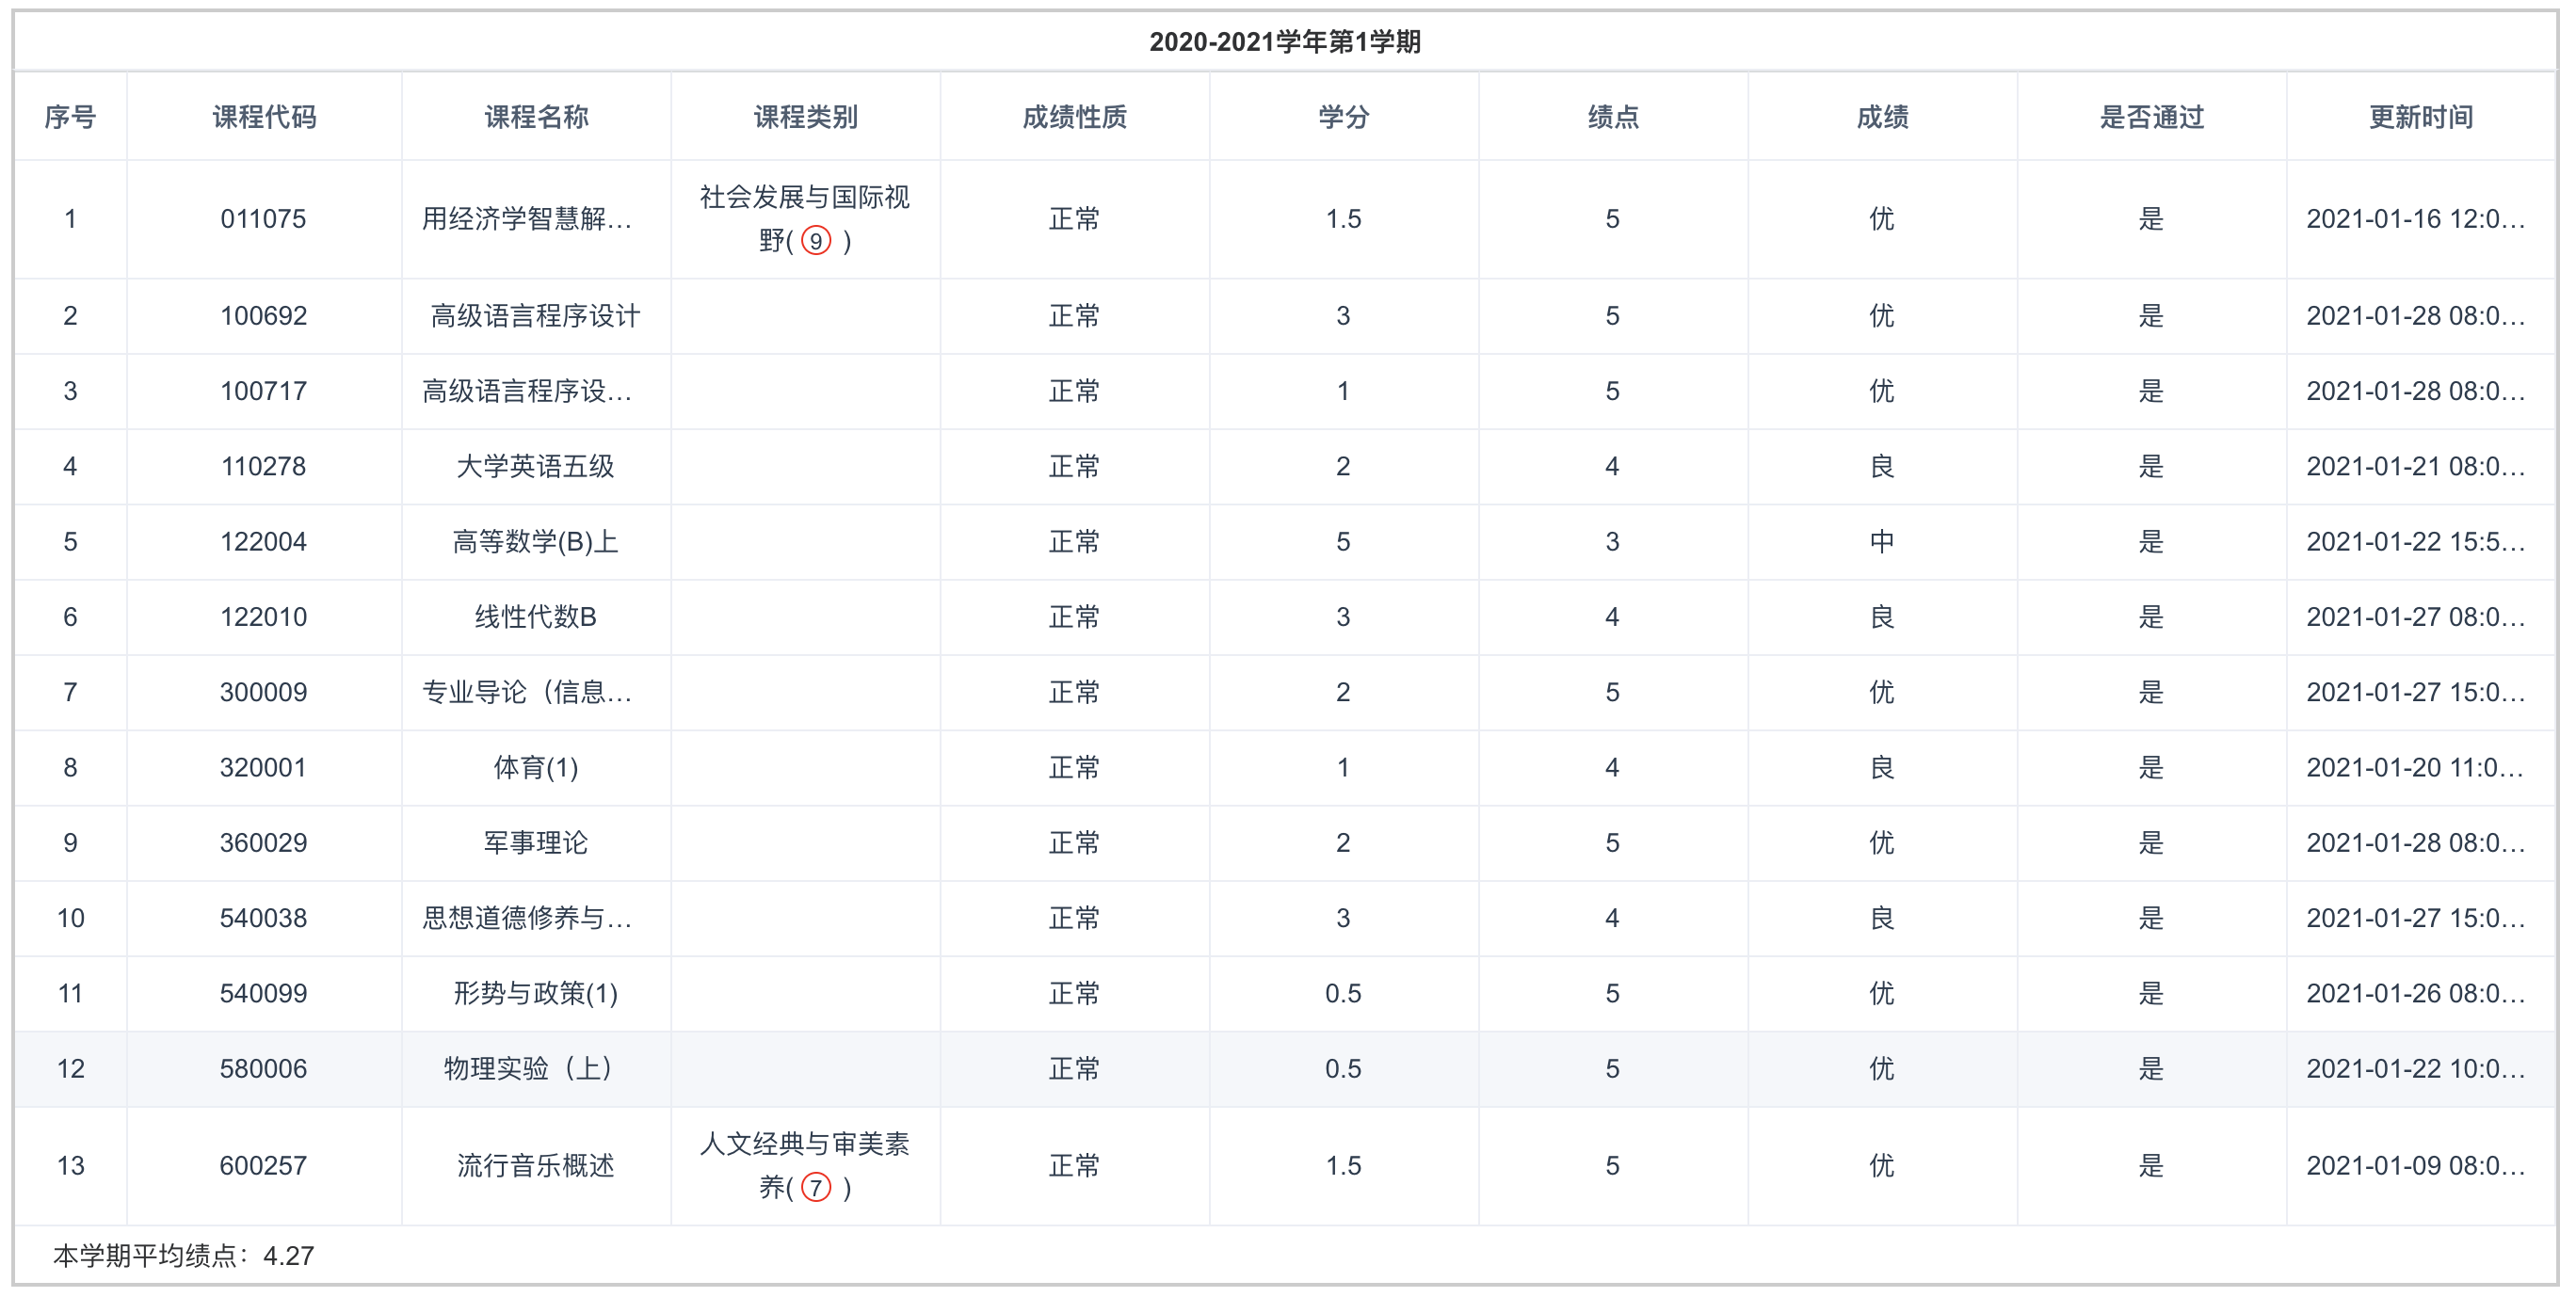 2020-2021学年第1学期
序号 课程代码 课程名称 课程类别 成绩性质 学分 绩点 成绩 是否通过 更新时间
1 011075 用经济学智慧解… 社会发展与国际视野( ⑨ ) 正常 1.5 5 优 是 2021-01-16 12:0…
2 100692 高级语言程序设计 正常 3 5 优 是 2021-01-28 08:0…
3 100717 高级语言程序设… 正常 1 5 优 是 2021-01-28 08:0…
4 110278 大学英语五级 正常 2 4 良 是 2021-01-21 08:0…
5 122004 高等数学(B)上 正常 5 3 中 是 2021-01-22 15:5…
6 122010 线性代数B 正常 3 4 良 是 2021-01-27 08:0…
7 300009 专业导论（信息… 正常 2 5 优 是 2021-01-27 15:0…
8 320001 体育(1) 正常 1 4 良 是 2021-01-20 11:0…
9 360029 军事理论 正常 2 5 优 是 2021-01-28 08:0…
10 540038 思想道德修养与… 正常 3 4 良 是 2021-01-27 15:0…
11 540099 形势与政策(1) 正常 0.5 5 优 是 2021-01-26 08:0…
12 580006 物理实验（上） 正常 0.5 5 优 是 2021-01-22 10:0…
13 600257 流行音乐概述 人文经典与审美素养( ⑦ ) 正常 1.5 5 优 是 2021-01-09 08:0…
本学期平均绩点：4.27